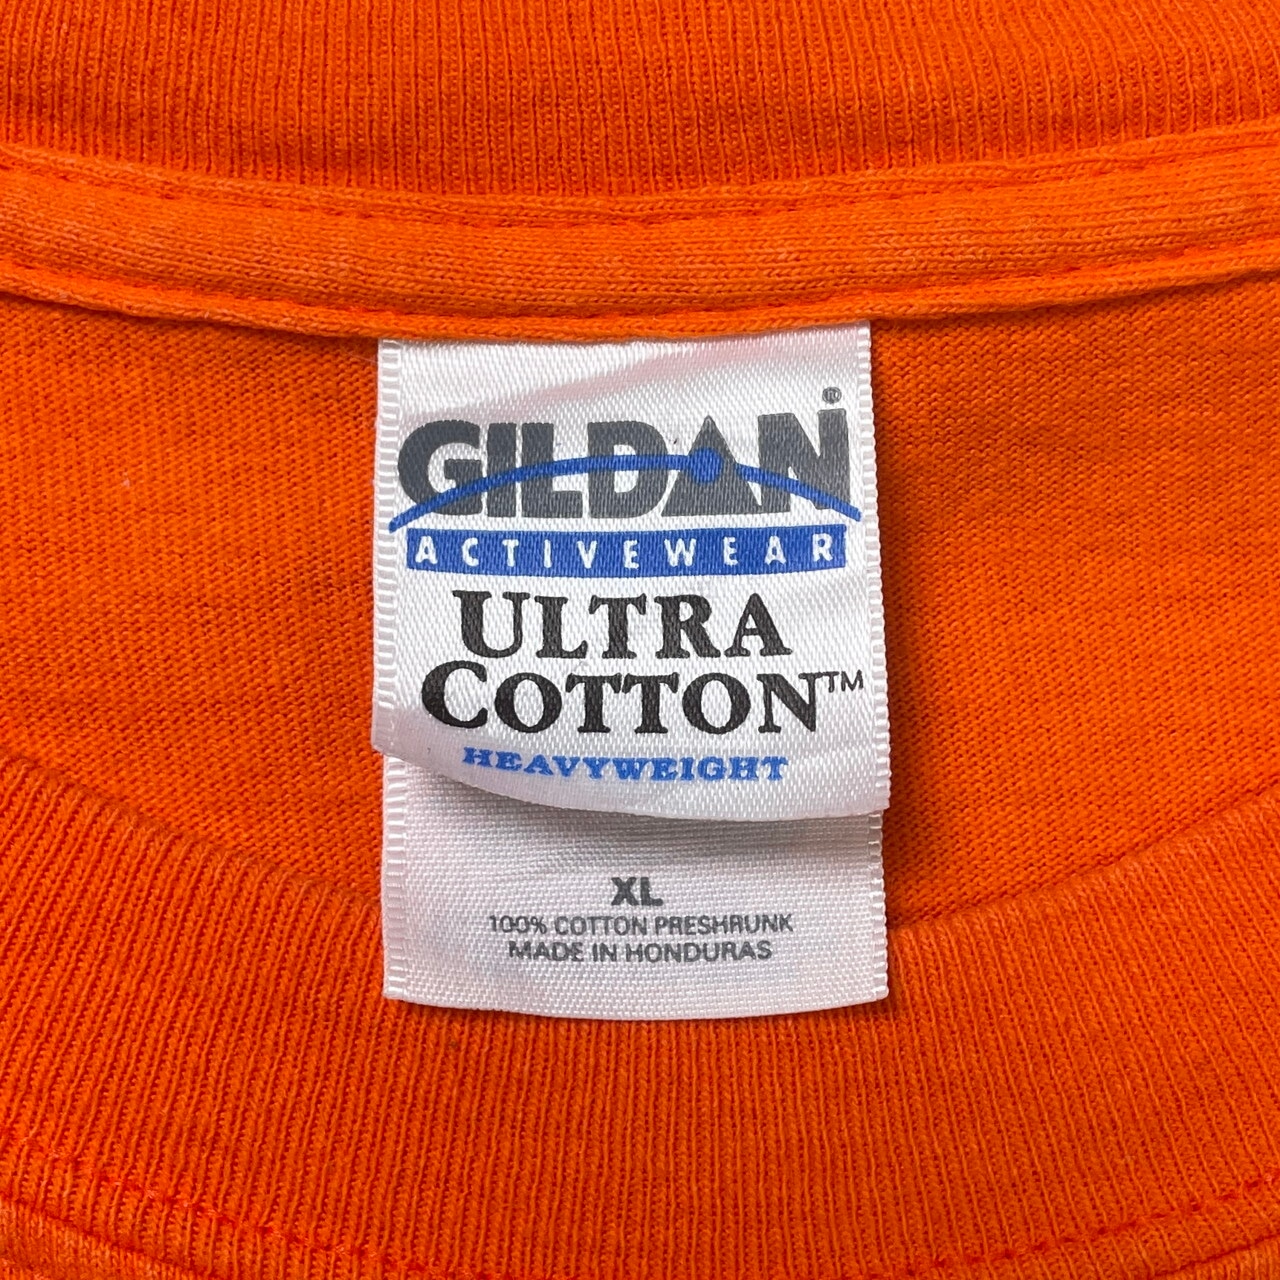 GILDAN®
ACTIVEWEAR
ULTRA
COTTON™
HEAVYWEIGHT
XL
100% COTTON PRESHRUNK
MADE IN HONDURAS